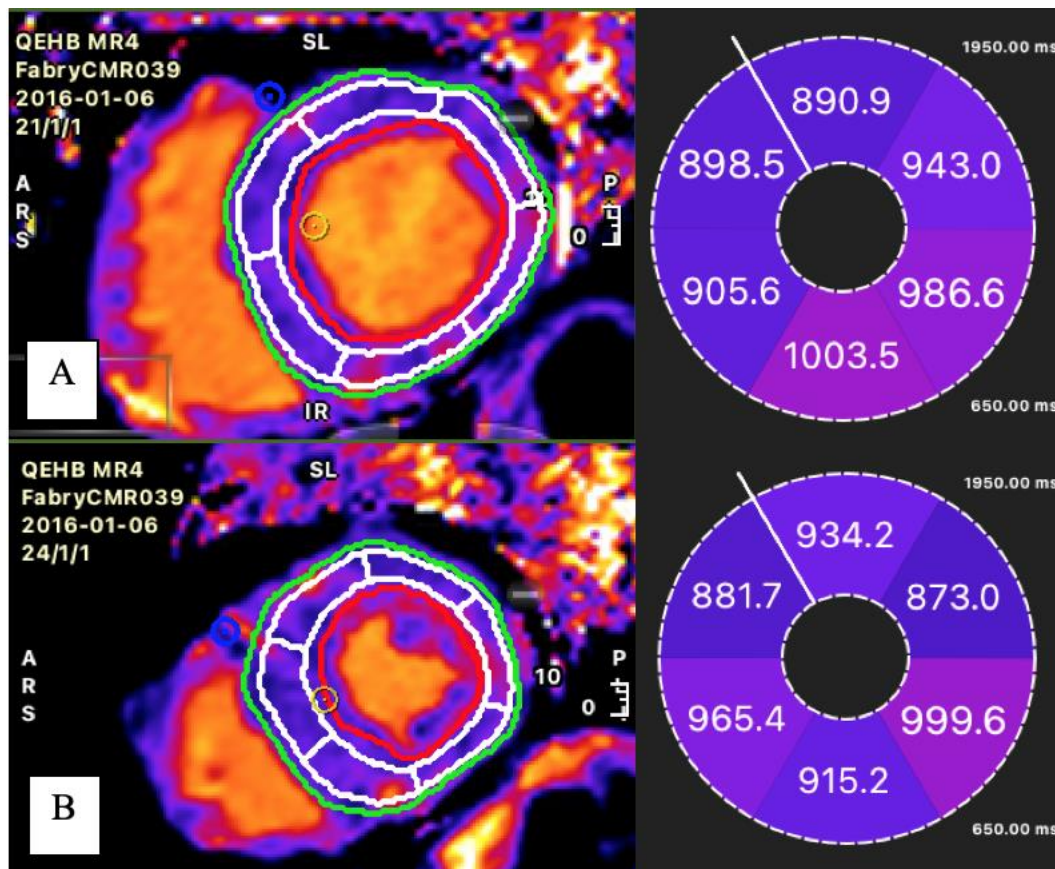 QEHB MR4
FabryCMR039
2016-01-06
21/1/1
SL
A
R
S
P
0
IR
A
1950.00 ms
890.9
898.5
943.0
905.6
986.6
1003.5
650.00 ms
QEHB MR4
FabryCMR039
2016-01-06
24/1/1
SL
A
R
S
P
10
0
B
1950.00 ms
934.2
881.7
873.0
965.4
999.6
915.2
650.00 ms